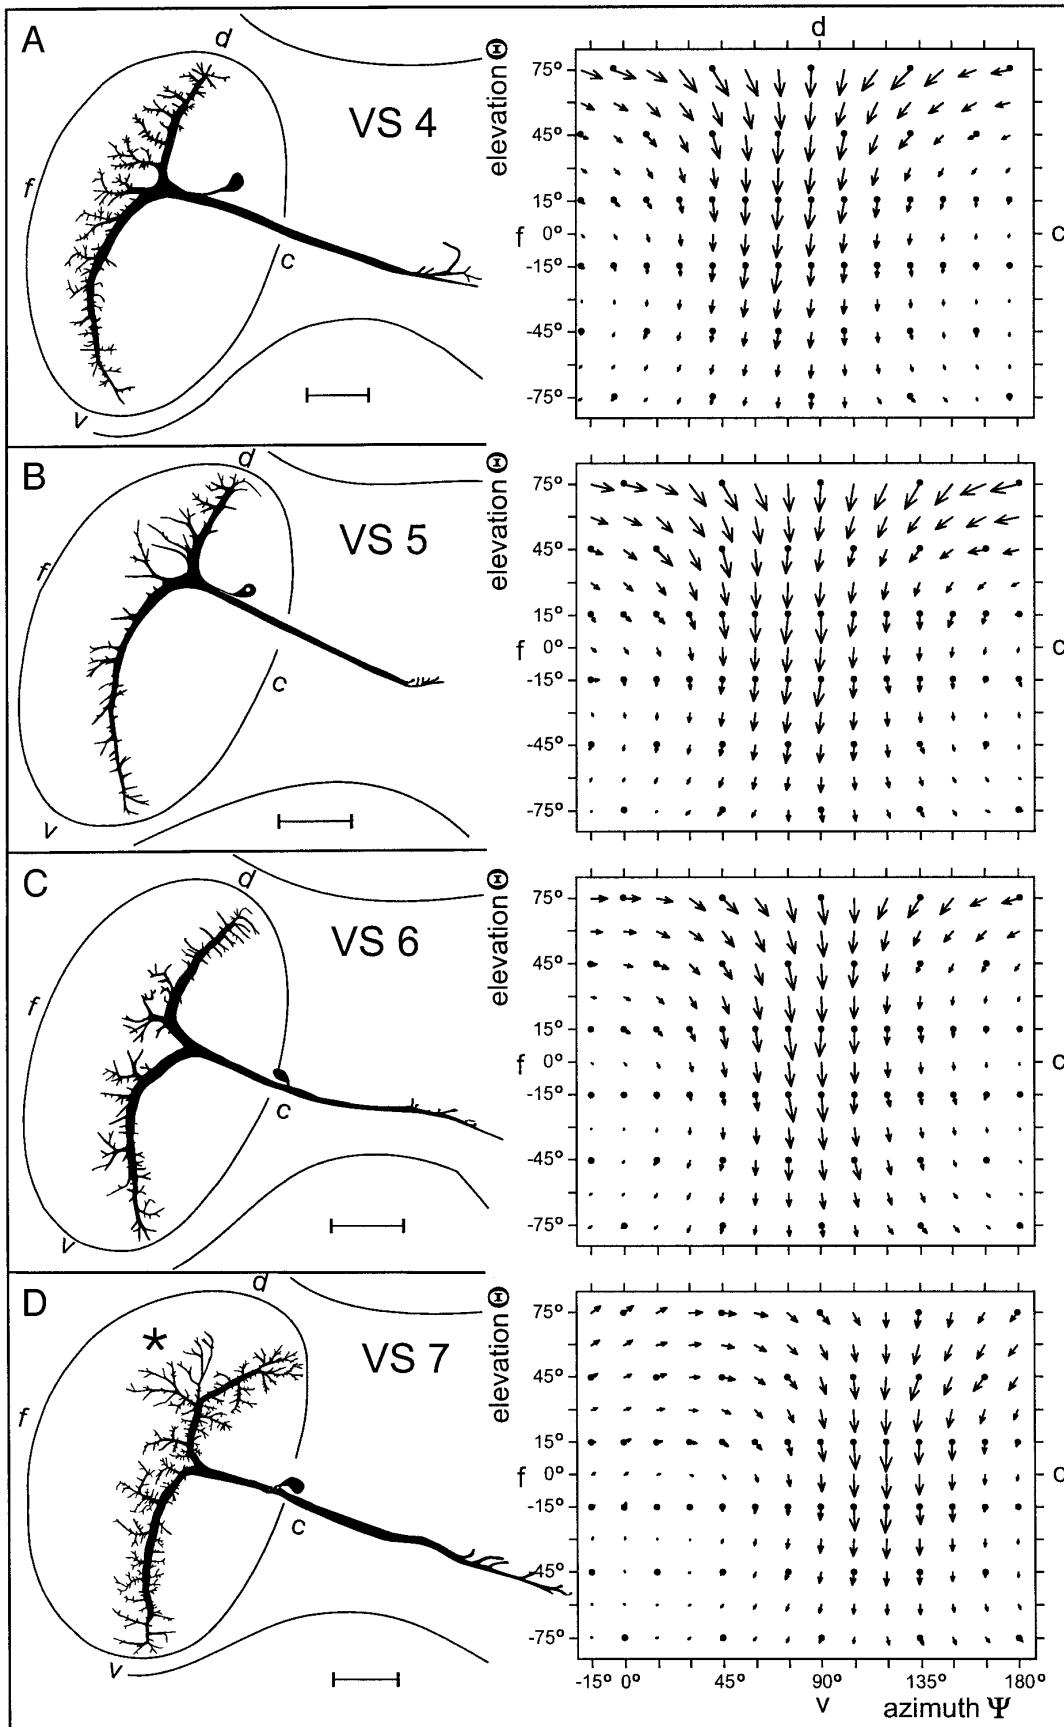 A
d
VS 4
f
c
v
d
elevation Θ
75°
45°
15°
f 0° c
-15°
-45°
-75°
B
d
VS 5
f
c
v
elevation Θ
75°
45°
15°
f 0° c
-15°
-45°
-75°
C
d
VS 6
f
c
v
elevation Θ
75°
45°
15°
f 0° c
-15°
-45°
-75°
D
d
*
VS 7
f
c
v
elevation Θ
75°
45°
15°
f 0° c
-15°
-45°
-75°
-15° 0° 45° 90° 135° 180°
v azimuth Ψ